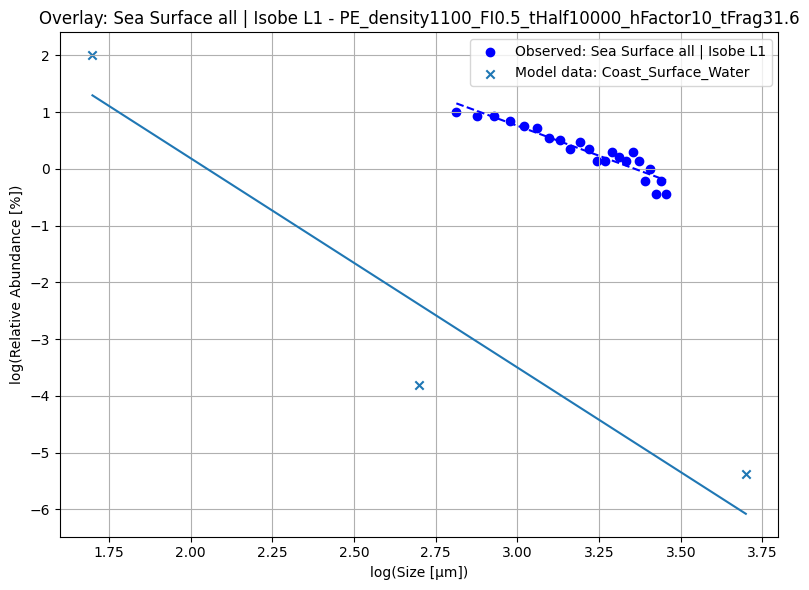 Overlay: Sea Surface all | Isobe L1 - PE_density1100_FI0.5_tHalf10000_hFactor10_tFrag31.6
Observed: Sea Surface all | Isobe L1
Model data: Coast_Surface_Water
log(Relative Abundance [%])
2
1
0
−1
−2
−3
−4
−5
−6
1.75 2.00 2.25 2.50 2.75 3.00 3.25 3.50 3.75
log(Size [µm])